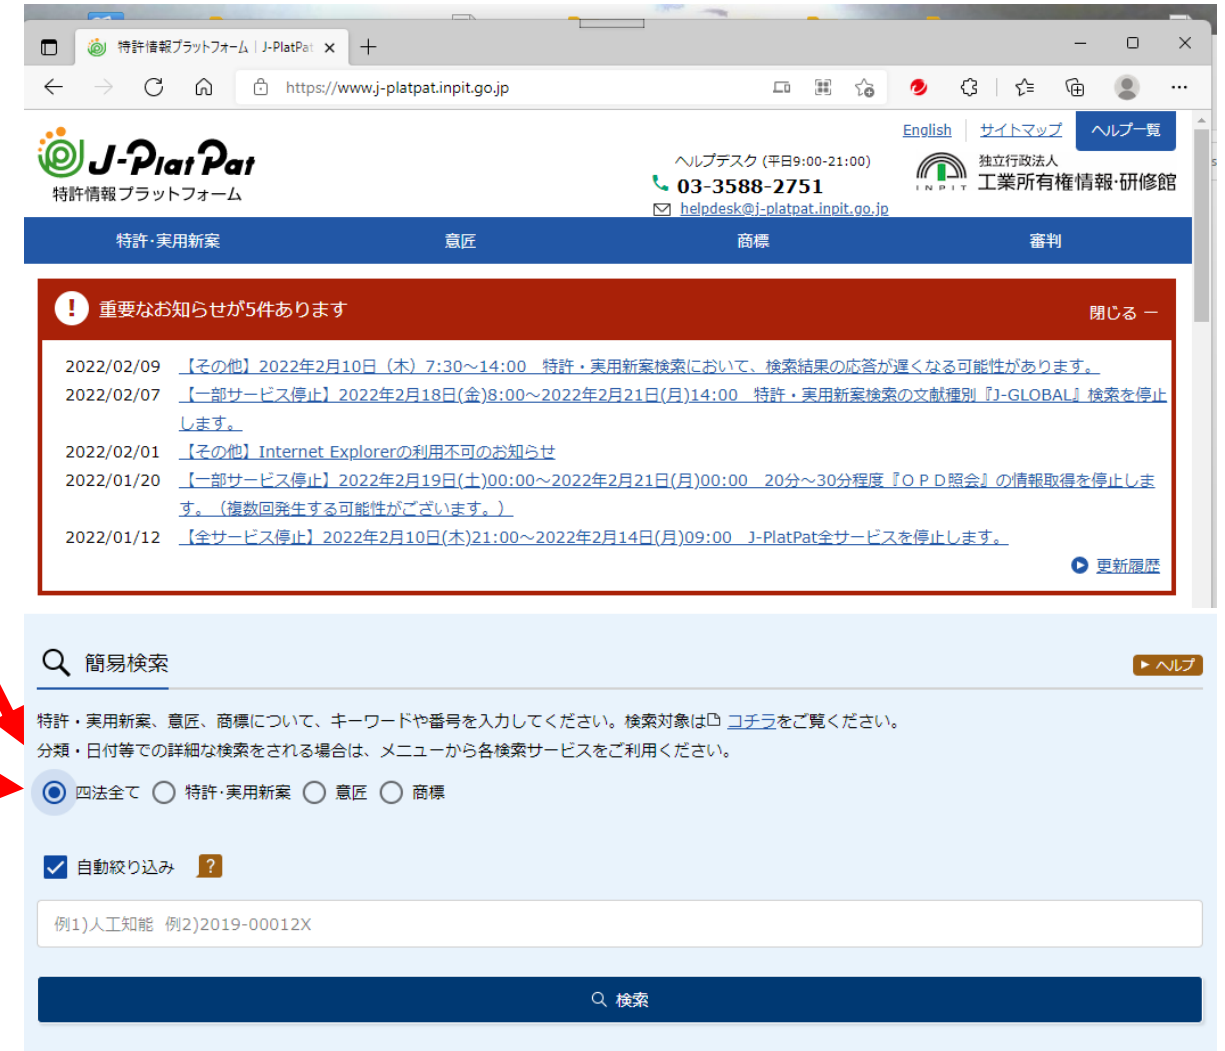 特許情報プラットフォーム | J-PlatPat
https://www.j-platpat.inpit.go.jp
English
サイトマップ
ヘルプ一覧
J-PlatPat
特許情報プラットフォーム
ヘルプデスク (平日9:00-21:00)
03-3588-2751
helpdesk@j-platpat.inpit.go.jp
INPIT
独立行政法人
工業所有権情報・研修館
特許・実用新案
意匠
商標
審判
! 重要なお知らせが5件あります
閉じる −
2022/02/09 【その他】2022年2月10日（木）7:30～14:00　特許・実用新案検索において、検索結果の応答が遅くなる可能性があります。
2022/02/07 【一部サービス停止】2022年2月18日(金)8:00～2022年2月21日(月)14:00　特許・実用新案検索の文献種別『J-GLOBAL』検索を停止
します。
2022/02/01 【その他】Internet Explorerの利用不可のお知らせ
2022/01/20 【一部サービス停止】2022年2月19日(土)00:00～2022年2月21日(月)00:00　20分～30分程度『ＯＰＤ照会』の情報取得を停止しま
す。（複数回発生する可能性がございます。）
2022/01/12 【全サービス停止】2022年2月10日(木)21:00～2022年2月14日(月)09:00　J-PlatPat全サービスを停止します。
更新履歴
簡易検索
ヘルプ
特許・実用新案、意匠、商標について、キーワードや番号を入力してください。検索対象は コチラをご覧ください。
分類・日付等での詳細な検索をされる場合は、メニューから各検索サービスをご利用ください。
四法全て 特許・実用新案 意匠 商標
自動絞り込み ?
例1)人工知能 例2)2019-00012X
検索